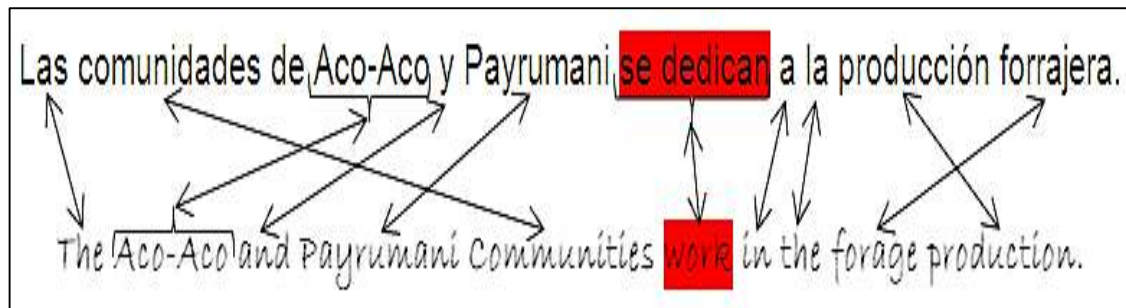 Las comunidades de Aco-Aco y Payrumani se dedican a la producción forrajera.
The Aco-Aco and Payrumani Communities work in the forage production.